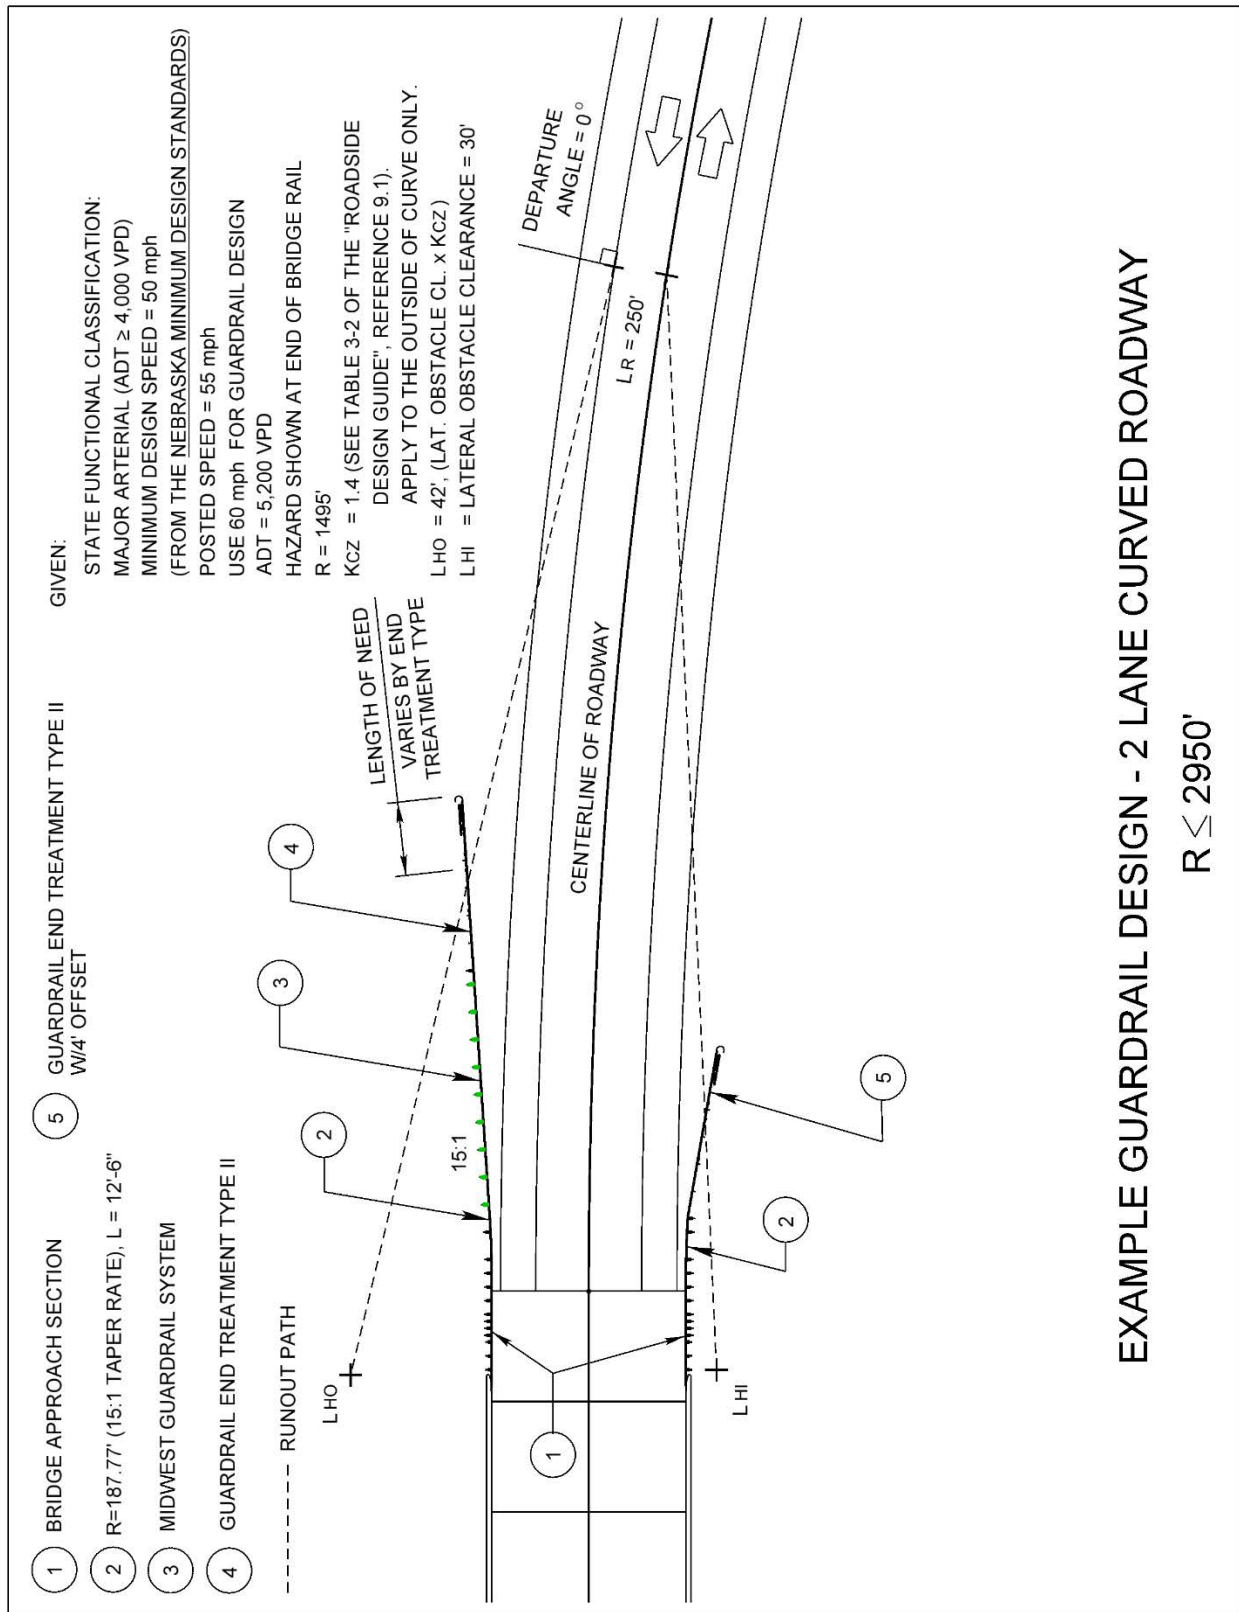 1 BRIDGE APPROACH SECTION
2 R=187.77' (15:1 TAPER RATE), L = 12'-6"
3 MIDWEST GUARDRAIL SYSTEM
4 GUARDRAIL END TREATMENT TYPE II
RUNOUT PATH
5 GUARDRAIL END TREATMENT TYPE II
W/4' OFFSET
GIVEN:
STATE FUNCTIONAL CLASSIFICATION:
MAJOR ARTERIAL (ADT ≥ 4,000 VPD)
MINIMUM DESIGN SPEED = 50 mph
(FROM THE NEBRASKA MINIMUM DESIGN STANDARDS)
POSTED SPEED = 55 mph
USE 60 mph FOR GUARDRAIL DESIGN
ADT = 5,200 VPD
HAZARD SHOWN AT END OF BRIDGE RAIL
R = 1495'
KCZ = 1.4 (SEE TABLE 3-2 OF THE "ROADSIDE
DESIGN GUIDE", REFERENCE 9.1).
APPLY TO THE OUTSIDE OF CURVE ONLY.
LHO = 42', (LAT. OBSTACLE CL. x KCZ)
LHI = LATERAL OBSTACLE CLEARANCE = 30'
LHO
2
15:1
3
4
LENGTH OF NEED
VARIES BY END
TREATMENT TYPE
DEPARTURE
ANGLE = 0°
LR = 250'
CENTERLINE OF ROADWAY
1
LHI
2
5
EXAMPLE GUARDRAIL DESIGN - 2 LANE CURVED ROADWAY
R ≤ 2950'